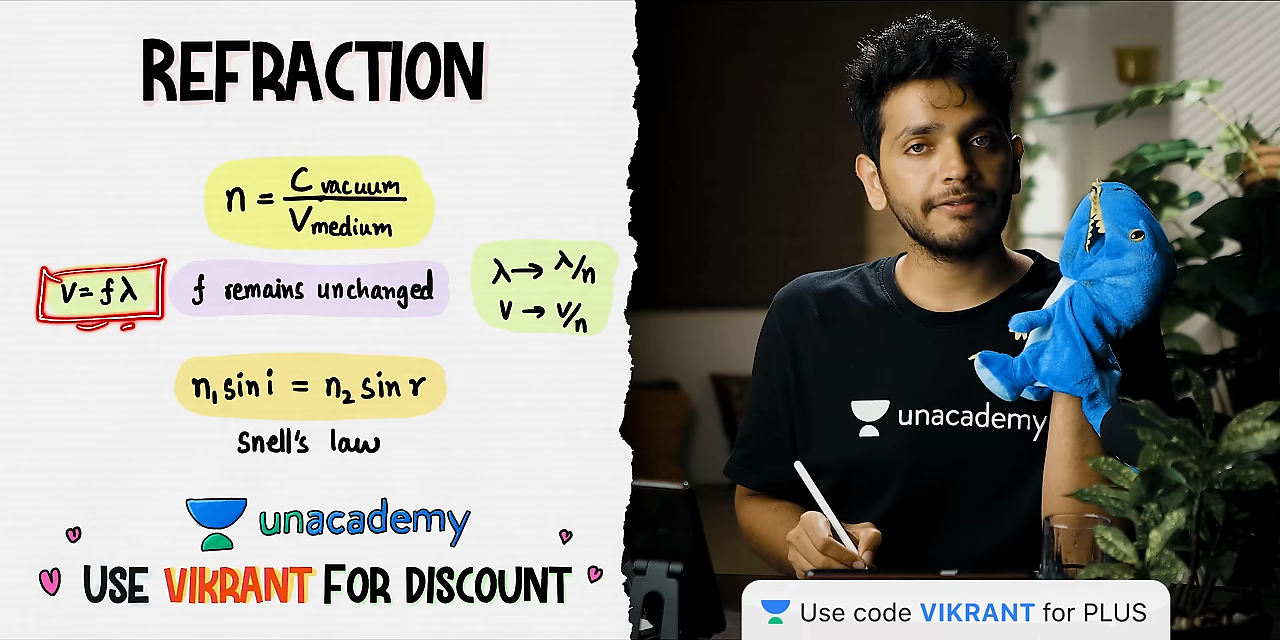 REFRACTION
n = C vacuum / V medium
v = f λ
f remains unchanged
λ → λ/n
v → v/n
n₁ sin i = n₂ sin r
Snell's law
unacademy
USE VIKRANT FOR DISCOUNT
unacademy
Use code VIKRANT for PLUS